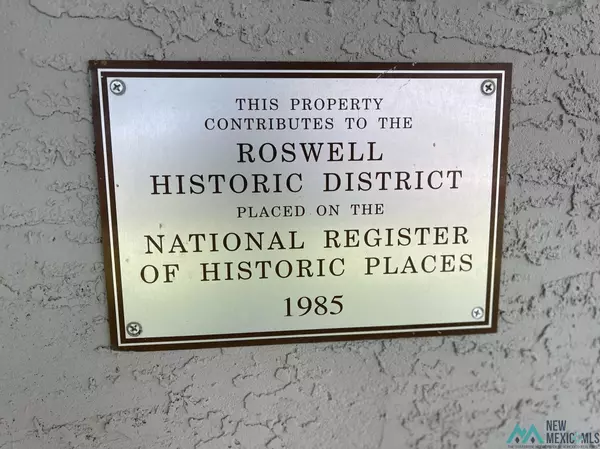 THIS PROPERTY
CONTRIBUTES TO THE
ROSWELL
HISTORIC DISTRICT
PLACED ON THE
NATIONAL REGISTER
OF HISTORIC PLACES
1985
NEW
MEXICO MLS